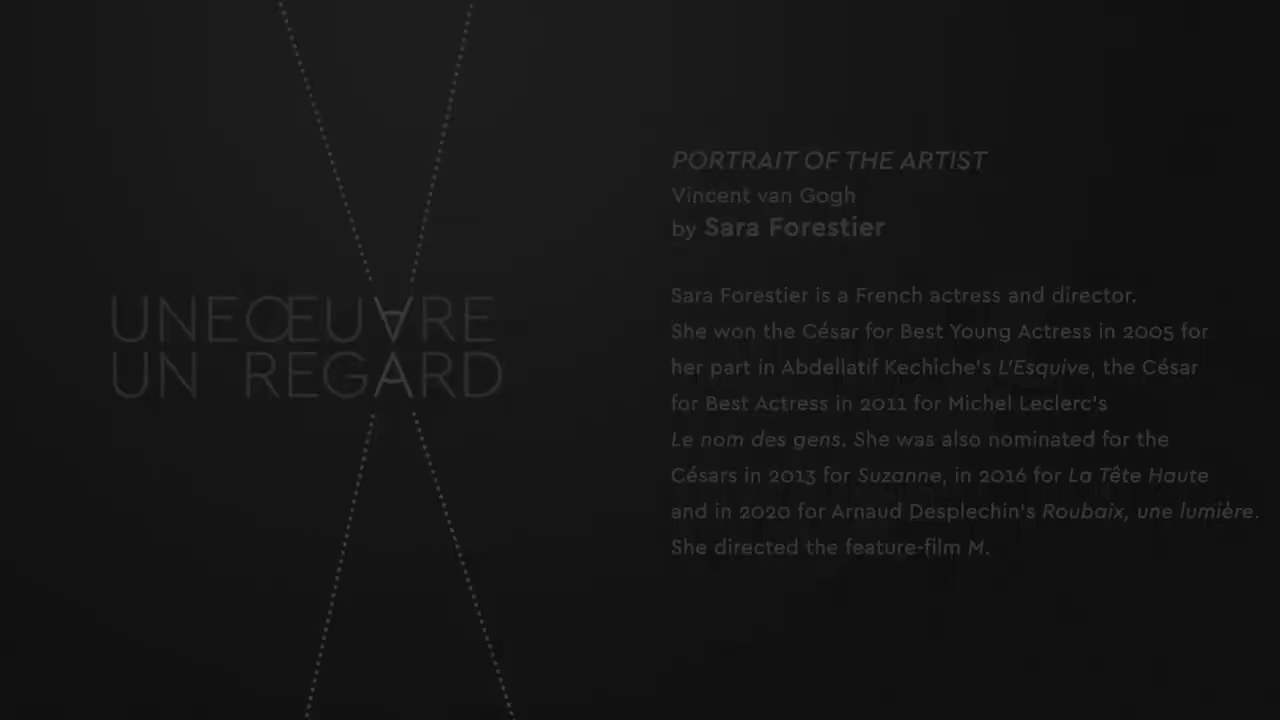 UNE ŒUVRE
UN REGARD
PORTRAIT OF THE ARTIST
Vincent van Gogh
by Sara Forestier
Sara Forestier is a French actress and director.
She won the César for Best Young Actress in 2005 for
her part in Abdellatif Kechiche's L'Esquive, the César
for Best Actress in 2011 for Michel Leclerc's
Le nom des gens. She was also nominated for the
Césars in 2013 for Suzanne, in 2016 for La Tête Haute
and in 2020 for Arnaud Desplechin's Roubaix, une lumière.
She directed the feature-film M.